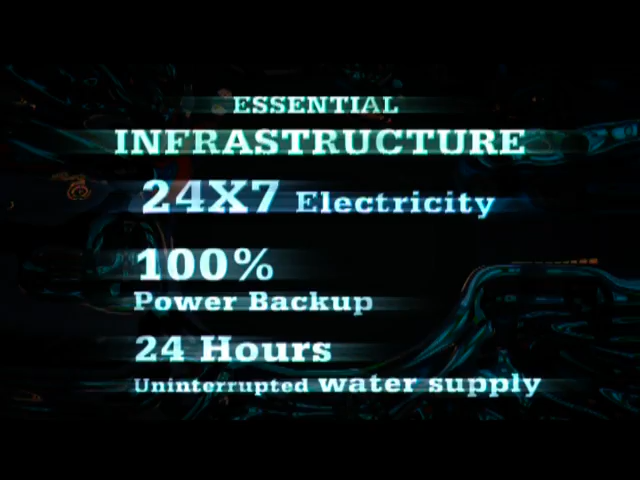 ESSENTIAL
INFRASTRUCTURE
24X7 Electricity
100%
Power Backup
24 Hours
Uninterrupted water supply